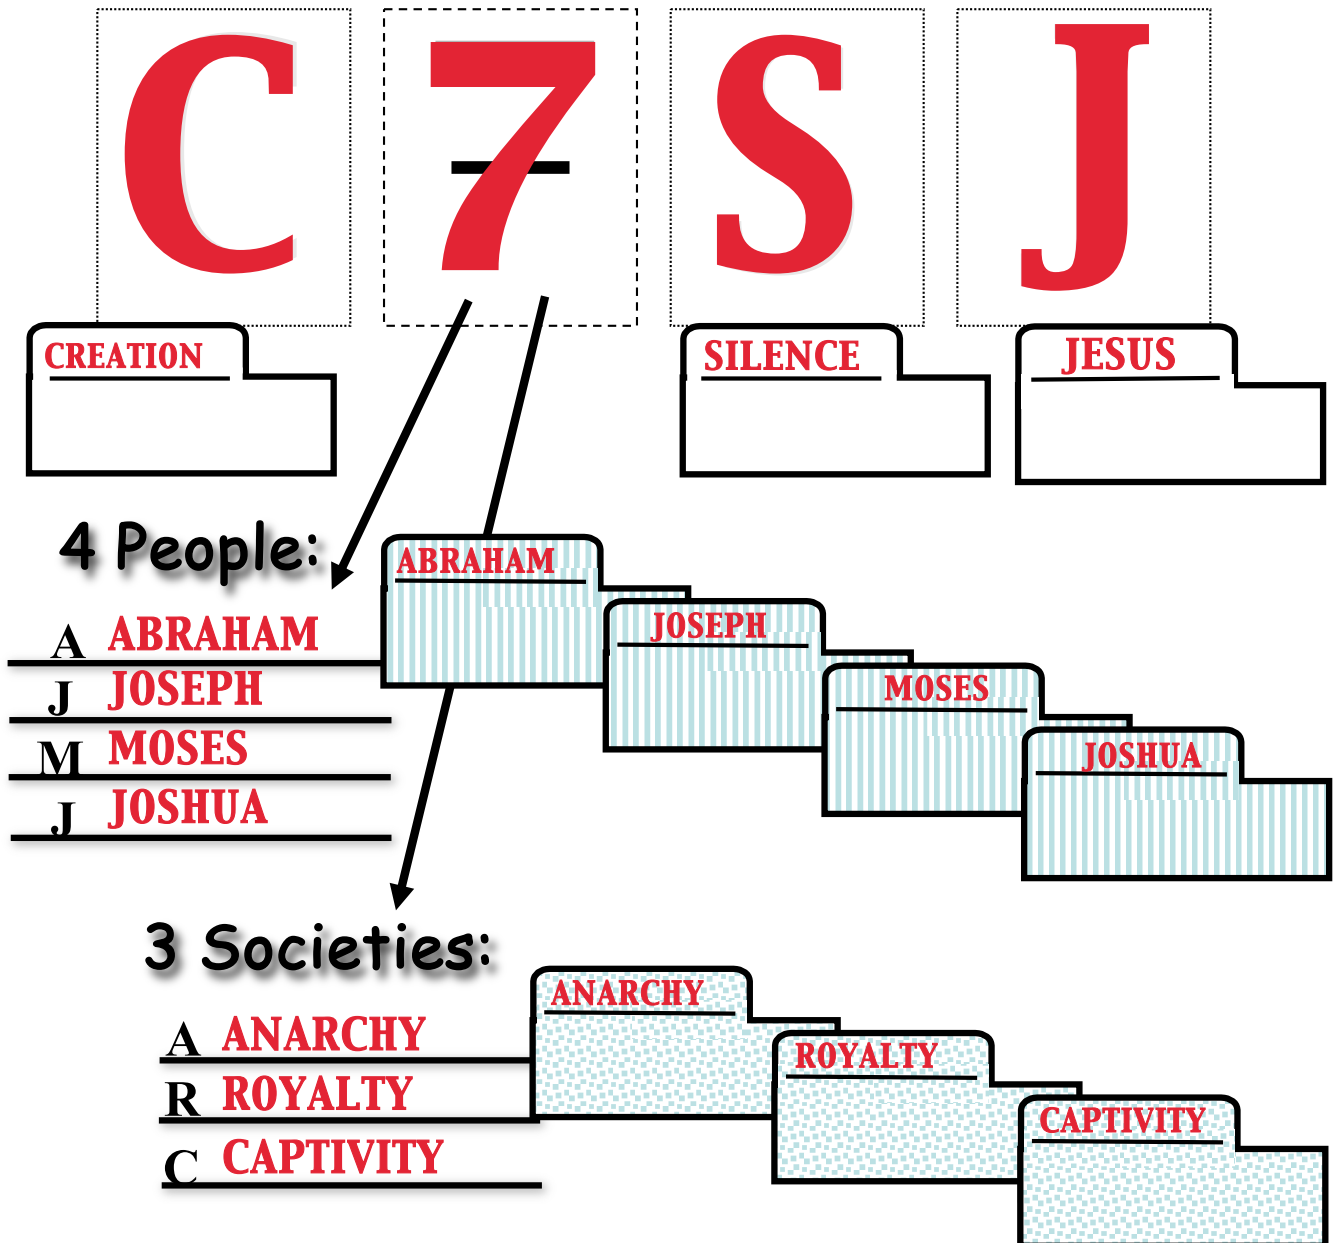 C 7 S J
CREATION
SILENCE
JESUS
4 People:
A ABRAHAM
J JOSEPH
M MOSES
J JOSHUA
ABRAHAM
JOSEPH
MOSES
JOSHUA
3 Societies:
A ANARCHY
R ROYALTY
C CAPTIVITY
ANARCHY
ROYALTY
CAPTIVITY